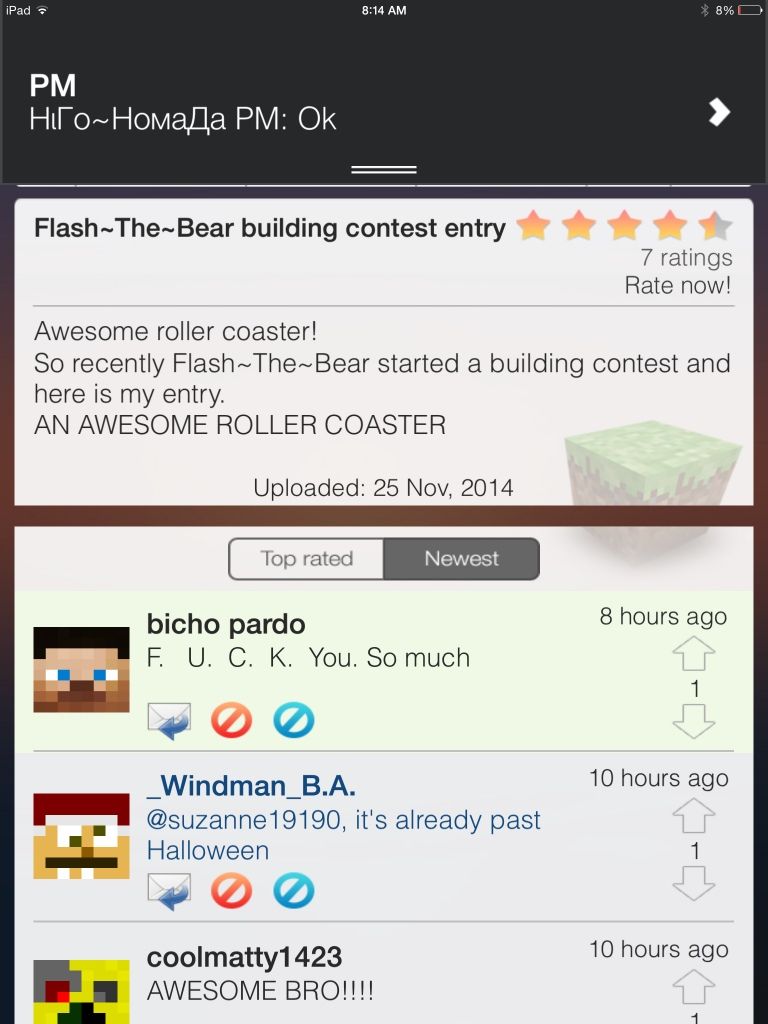 iPad
8:14 AM
8%
PM
HιΓo~HoмaДa PM: Ok
Flash~The~Bear building contest entry
7 ratings
Rate now!
Awesome roller coaster!
So recently Flash~The~Bear started a building contest and
here is my entry.
AN AWESOME ROLLER COASTER
Uploaded: 25 Nov, 2014
Top rated
Newest
bicho pardo
8 hours ago
F.   U.  C.  K.  You. So much
1
_Windman_B.A.
10 hours ago
@suzanne19190, it's already past
Halloween
1
coolmatty1423
10 hours ago
AWESOME BRO!!!!
1